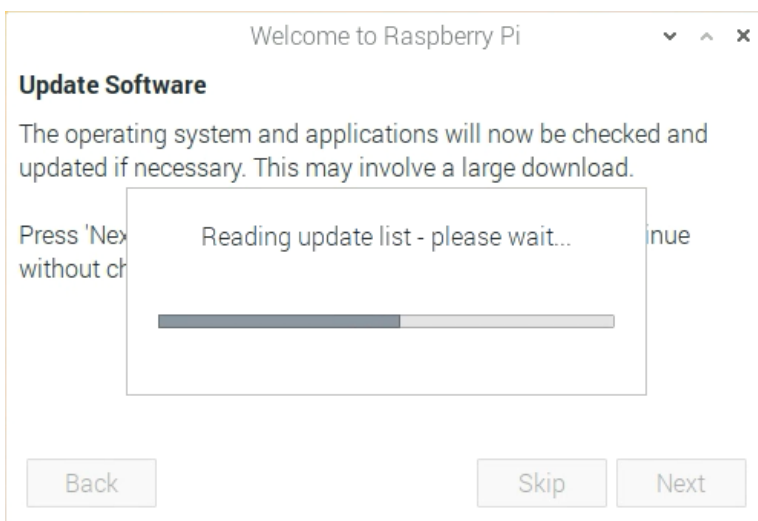 Welcome to Raspberry Pi
Update Software
The operating system and applications will now be checked and
updated if necessary. This may involve a large download.
Press 'Nex
inue
without ch
Reading update list - please wait...
Back
Skip
Next